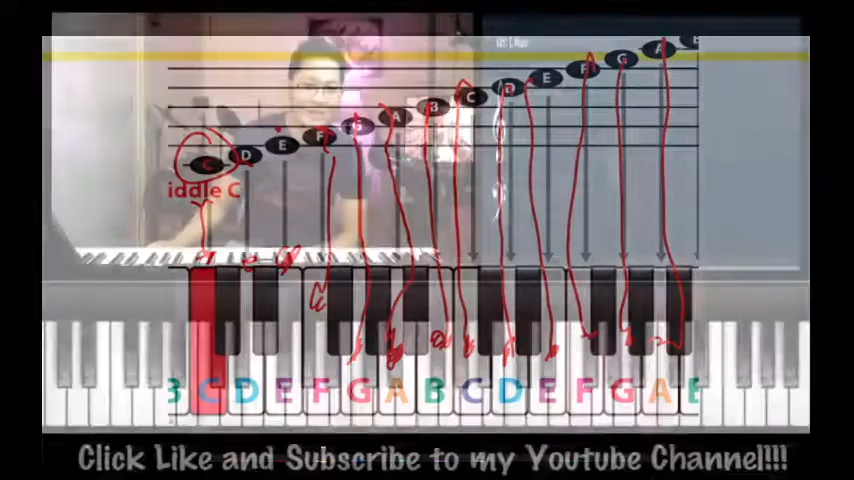 C D E F G A B C D E F G A
iddle C
B C D E F G A B C D E F G A B
Click Like and Subscribe to my Youtube Channel!!!